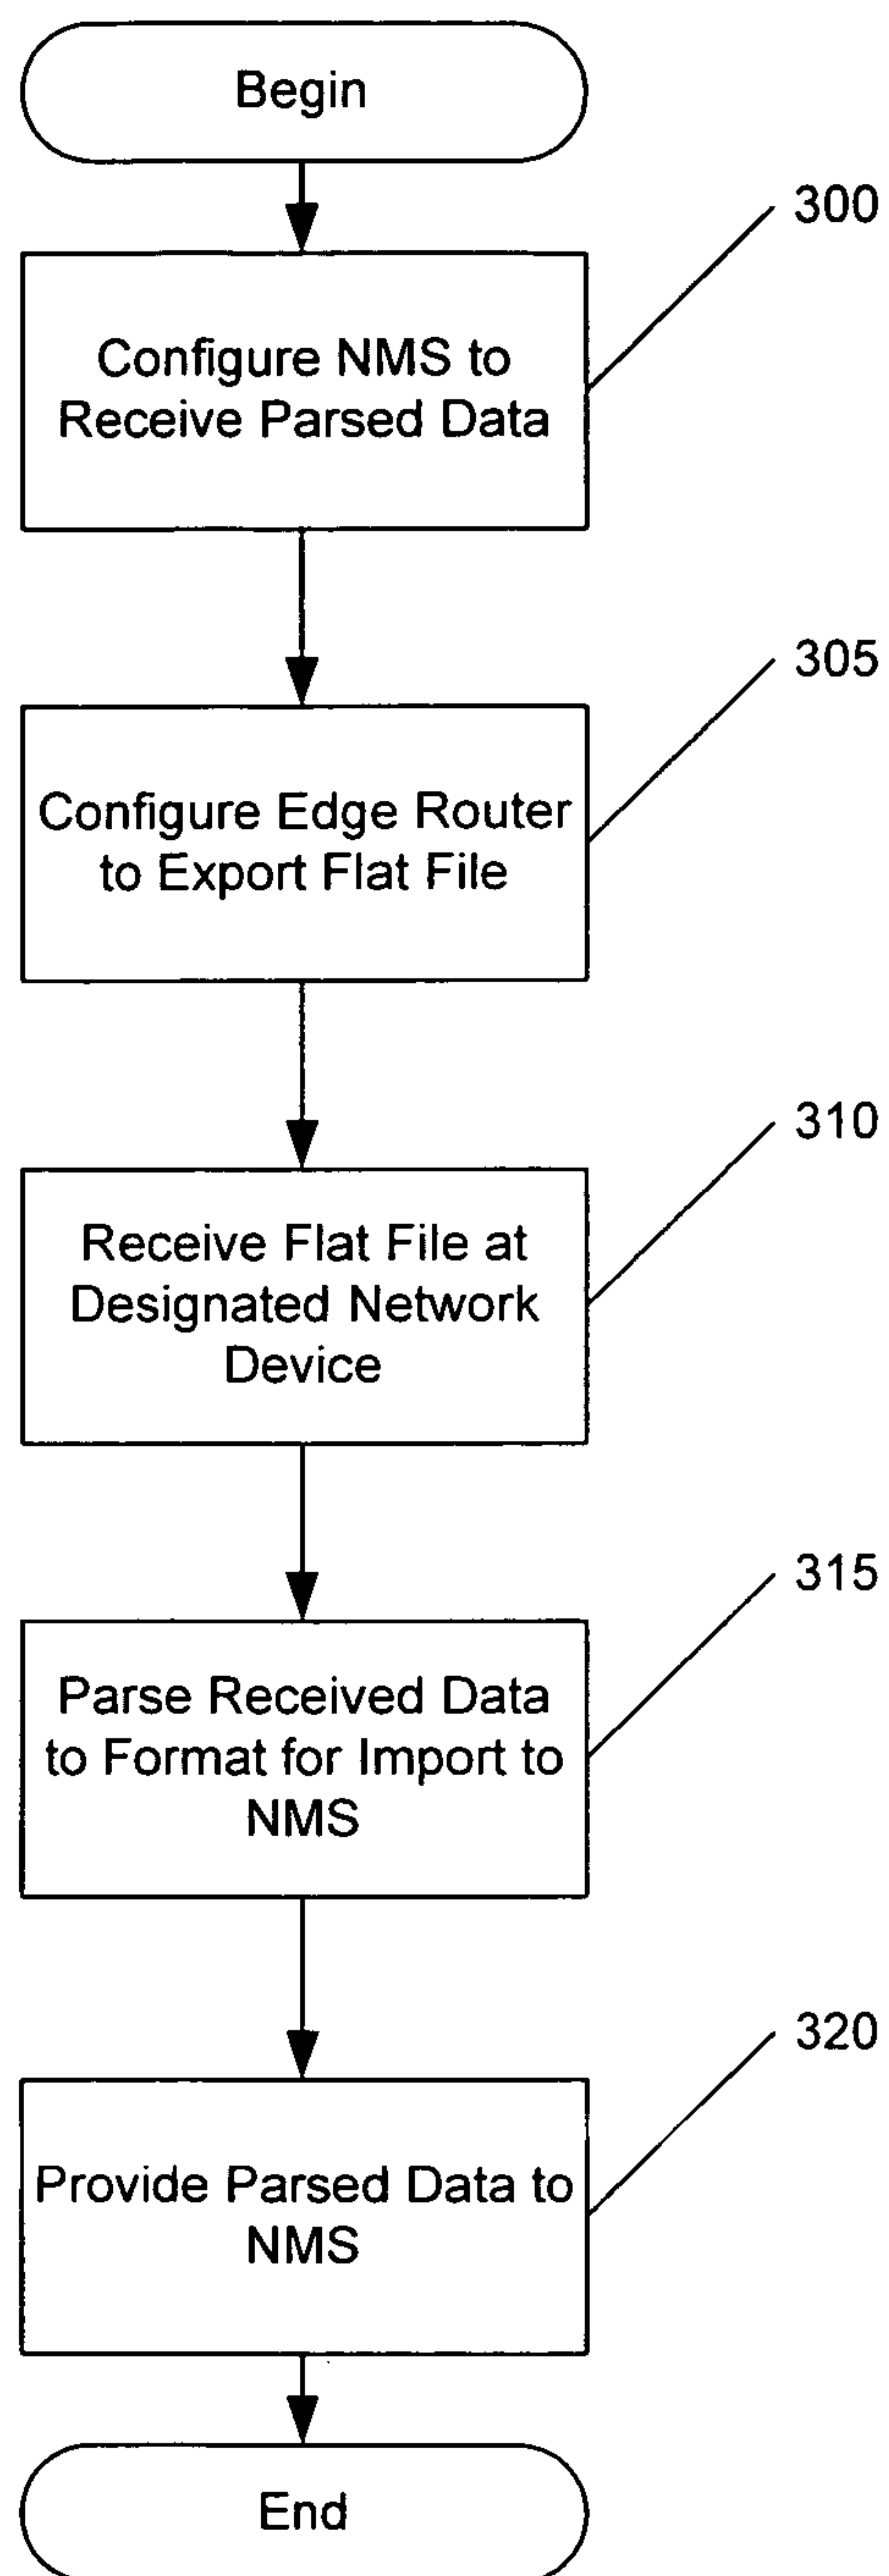 Begin
300
Configure NMS to
Receive Parsed Data
305
Configure Edge Router
to Export Flat File
310
Receive Flat File at
Designated Network
Device
315
Parse Received Data
to Format for Import to
NMS
320
Provide Parsed Data to
NMS
End